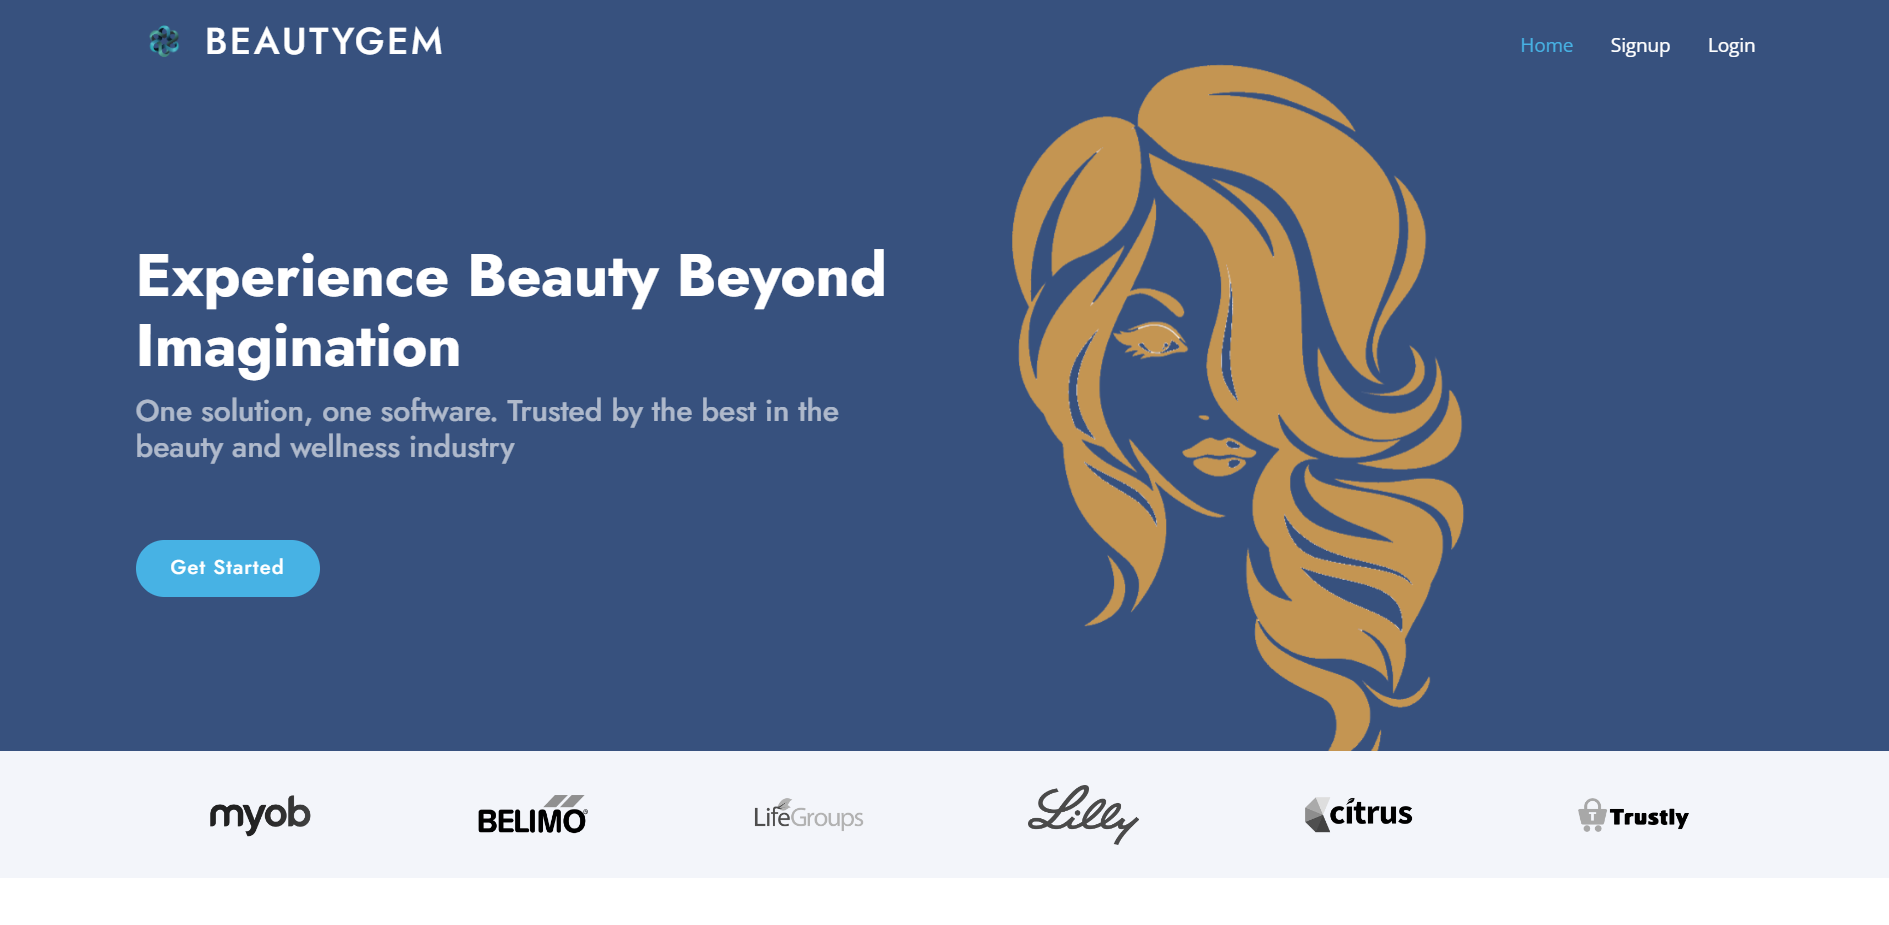 BEAUTYGEM
Home Signup Login
Experience Beauty Beyond
Imagination
One solution, one software. Trusted by the best in the
beauty and wellness industry
Get Started
myob
BELIMO®
LifeGroups
Lilly
cítrus
T Trustly